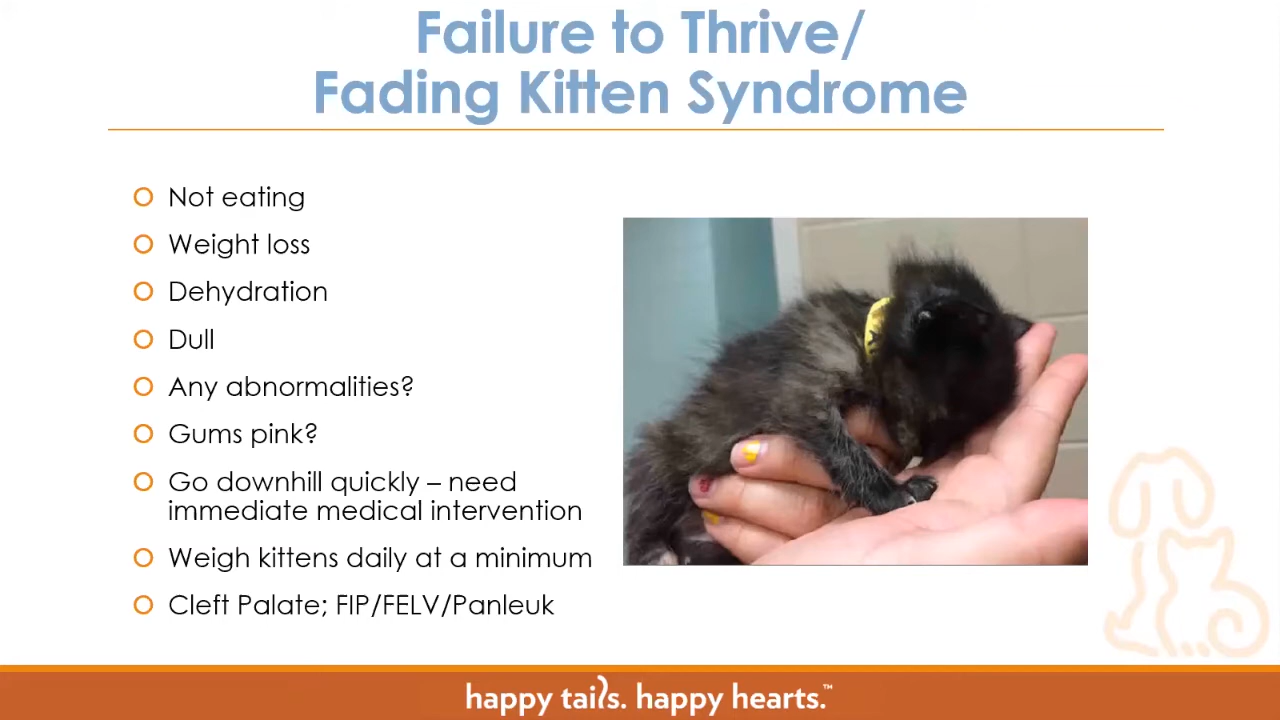 Failure to Thrive/
Fading Kitten Syndrome
Not eating
Weight loss
Dehydration
Dull
Any abnormalities?
Gums pink?
Go downhill quickly – need
immediate medical intervention
Weigh kittens daily at a minimum
Cleft Palate; FIP/FELV/Panleuk
happy tails. happy hearts.™